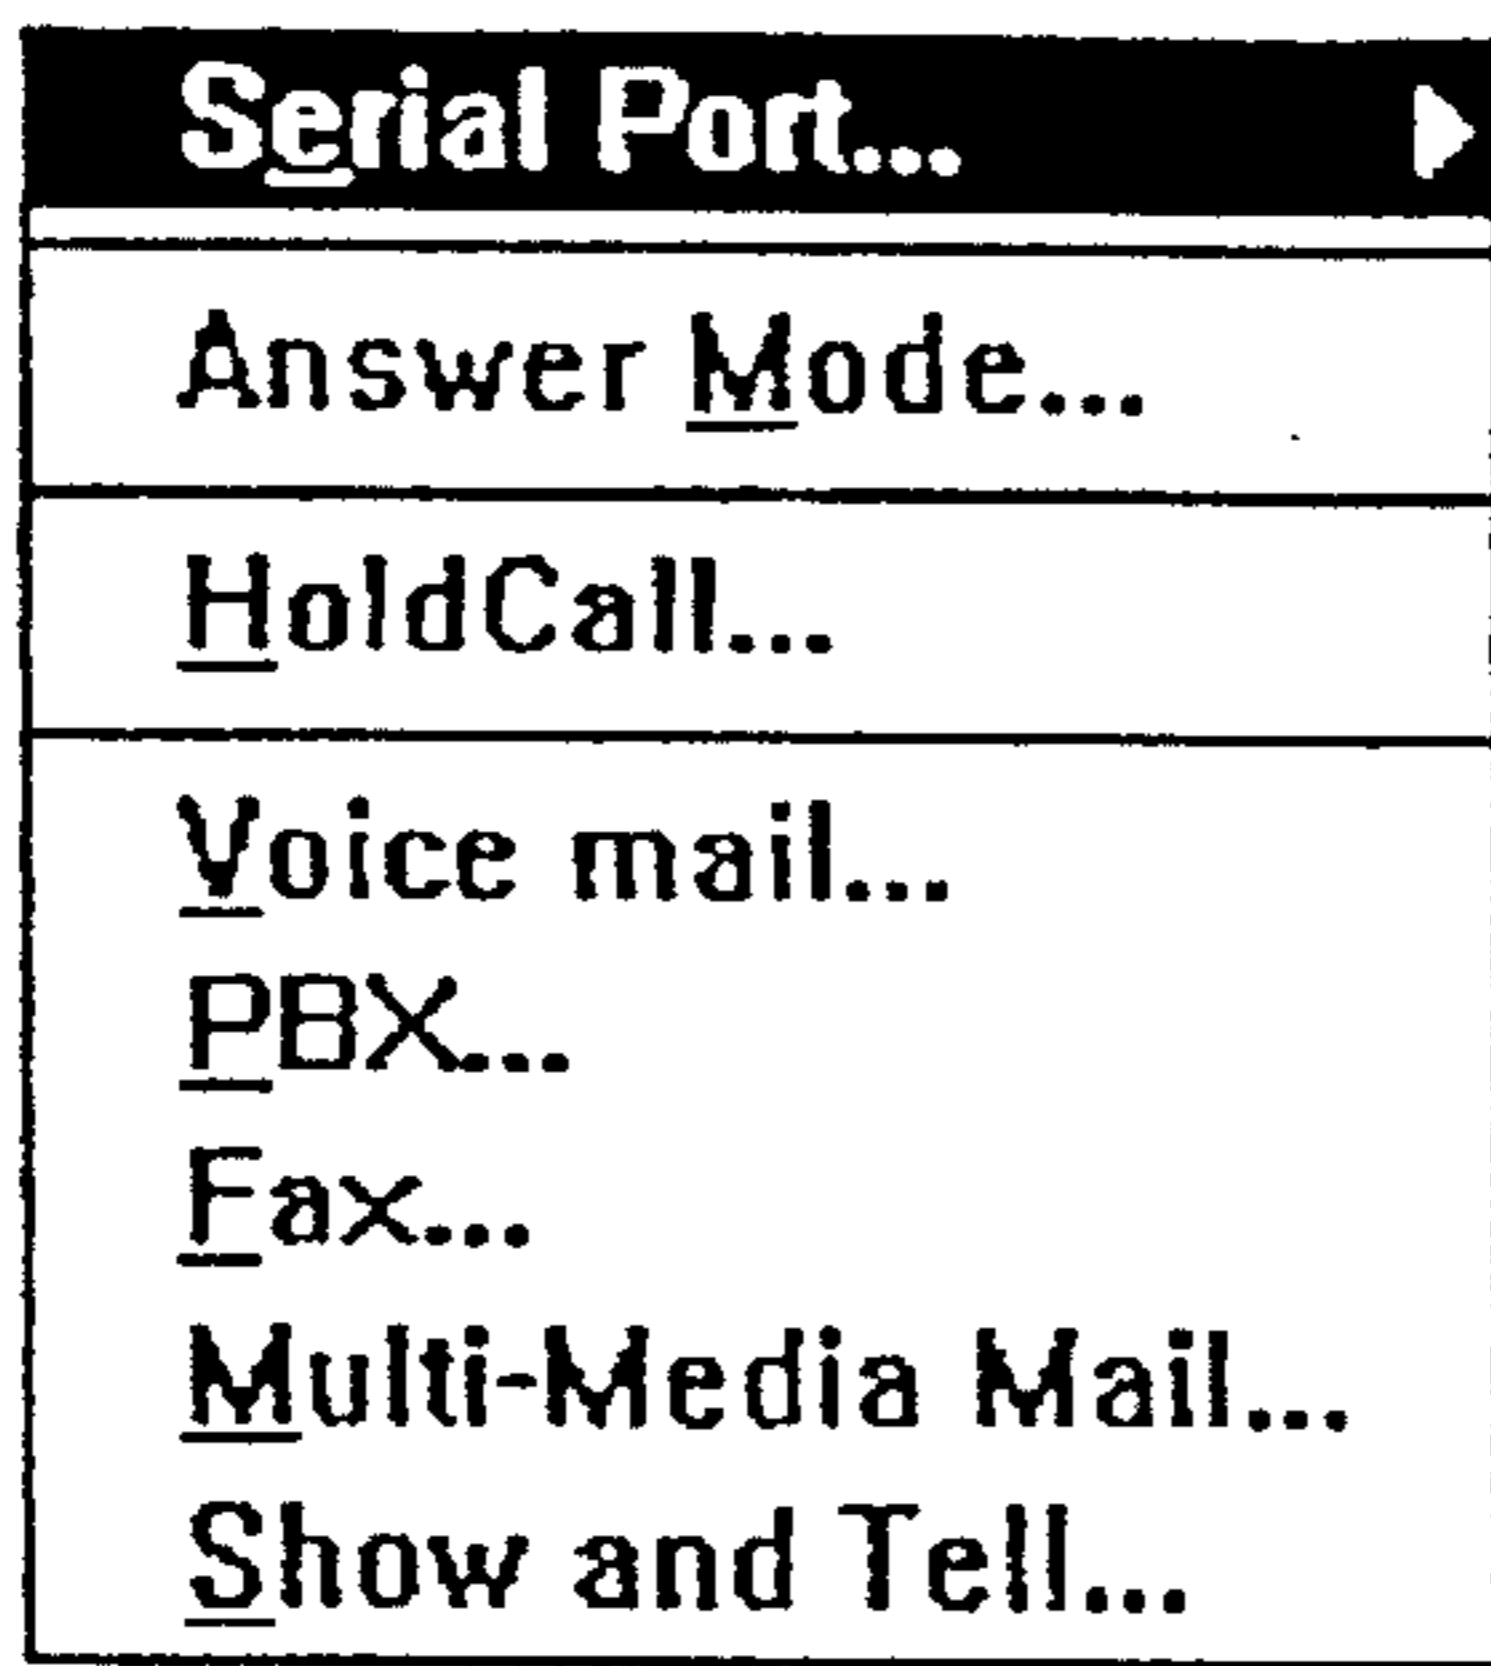 Serial Port...
Answer Mode...
HoldCall...
Voice mail...
PBX...
Fax...
Multi-Media Mail...
Show and Tell...